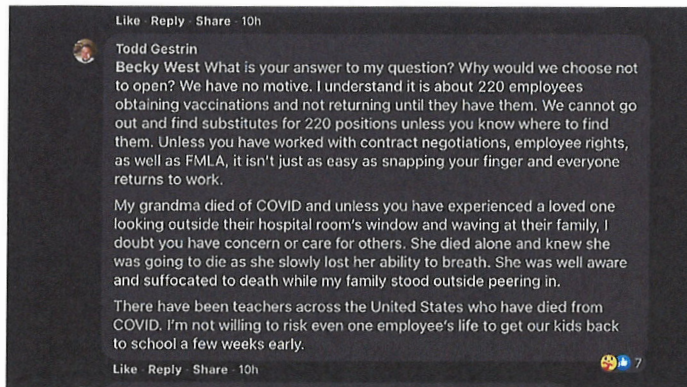 Like · Reply · Share · 10h
Todd Gestrin
Becky West What is your answer to my question? Why would we choose not
to open? We have no motive. I understand it is about 220 employees
obtaining vaccinations and not returning until they have them. We cannot go
out and find substitutes for 220 positions unless you know where to find
them. Unless you have worked with contract negotiations, employee rights,
as well as FMLA, it isn't just as easy as snapping your finger and everyone
returns to work.
My grandma died of COVID and unless you have experienced a loved one
looking outside their hospital room's window and waving at their family, I
doubt you have concern or care for others. She died alone and knew she
was going to die as she slowly lost her ability to breath. She was well aware
and suffocated to death while my family stood outside peering in.
There have been teachers across the United States who have died from
COVID. I'm not willing to risk even one employee's life to get our kids back
to school a few weeks early.
7
Like · Reply · Share · 10h